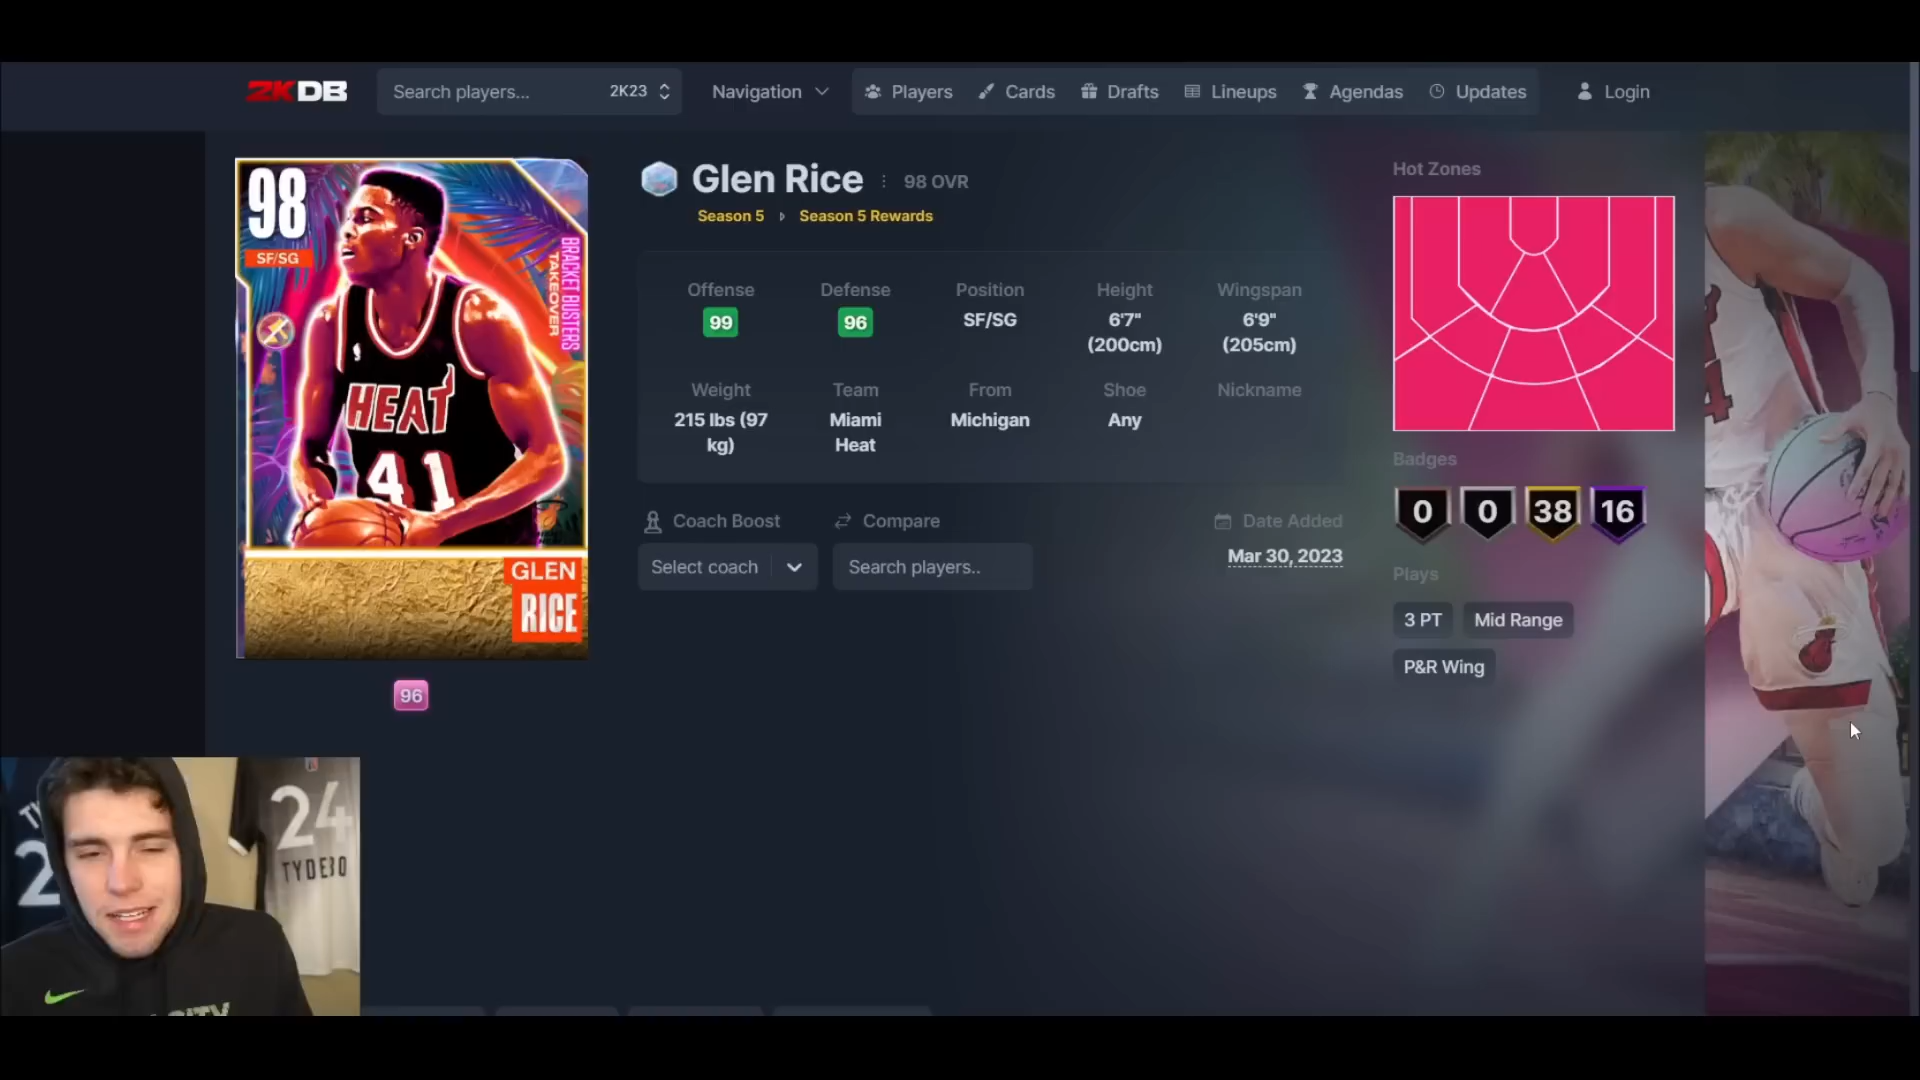 2KDB
Search players...
2K23
Navigation
Players
Cards
Drafts
Lineups
Agendas
Updates
Login
98
SF/SG
BRACKET BUSTERS
TAKEOVER
HEAT
41
GLEN
RICE
96
Glen Rice
98 OVR
Season 5
Season 5 Rewards
Offense
99
Defense
96
Position
SF/SG
Height
6'7"
(200cm)
Wingspan
6'9"
(205cm)
Weight
215 lbs (97
kg)
Team
Miami
Heat
From
Michigan
Shoe
Any
Nickname
Coach Boost
Select coach
Compare
Search players..
Date Added
Mar 30, 2023
Hot Zones
Badges
0
0
38
16
Plays
3 PT
Mid Range
P&R Wing
24
TYDEBO